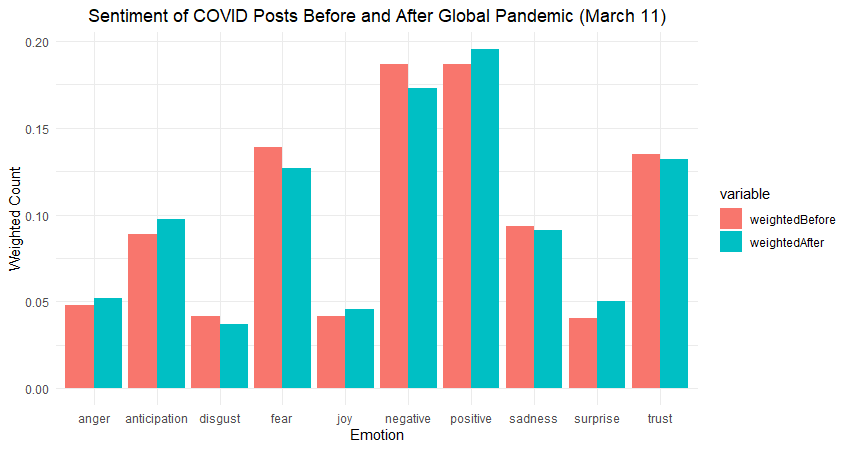 Sentiment of COVID Posts Before and After Global Pandemic (March 11)
0.20
0.15
0.10
0.05
0.00
Weighted Count
anger anticipation disgust fear joy negative positive sadness surprise trust
Emotion
variable
weightedBefore
weightedAfter